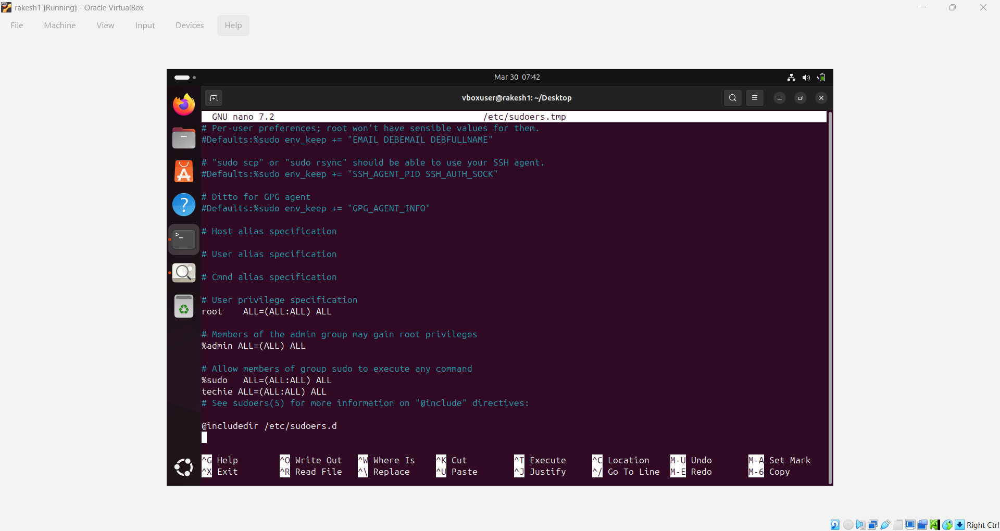 rakesh1 [Running] - Oracle VirtualBox
File Machine View Input Devices Help
Mar 30 07:42
vboxuser@rakesh1: ~/Desktop
GNU nano 7.2 /etc/sudoers.tmp
# Per-user preferences; root won't have sensible values for them.
#Defaults:%sudo env_keep += "EMAIL DEBEMAIL DEBFULLNAME"
# "sudo scp" or "sudo rsync" should be able to use your SSH agent.
#Defaults:%sudo env_keep += "SSH_AGENT_PID SSH_AUTH_SOCK"
# Ditto for GPG agent
#Defaults:%sudo env_keep += "GPG_AGENT_INFO"
# Host alias specification
# User alias specification
# Cmnd alias specification
# User privilege specification
root    ALL=(ALL:ALL) ALL
# Members of the admin group may gain root privileges
%admin ALL=(ALL) ALL
# Allow members of group sudo to execute any command
%sudo   ALL=(ALL:ALL) ALL
techie ALL=(ALL:ALL) ALL
# See sudoers(5) for more information on "@include" directives:
@includedir /etc/sudoers.d
^G Help ^O Write Out ^W Where Is ^K Cut ^T Execute ^C Location M-U Undo M-A Set Mark
^X Exit ^R Read File ^\ Replace ^U Paste ^J Justify ^/ Go To Line M-E Redo M-6 Copy
Right Ctrl